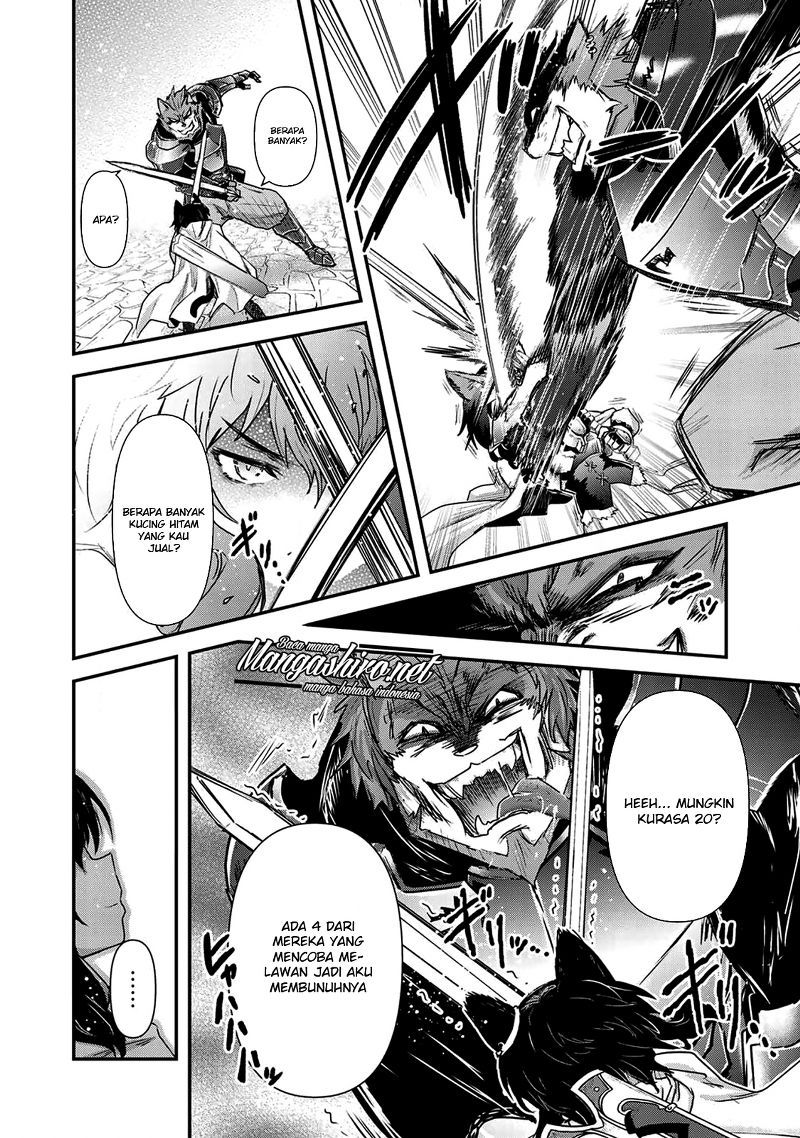 BERAPA
BANYAK?
APA?
BERAPA BANYAK
KUCING HITAM
YANG KAU
JUAL?
Baca manga
Mangashiro.net
manga bahasa indonesia
HEEH... MUNGKIN
KURASA 20?
ADA 4 DARI
MEREKA YANG
MENCOBA ME-
LAWAN JADI AKU
MEMBUNUHNYA
......